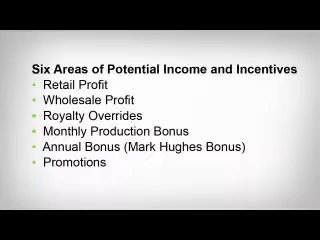 Six Areas of Potential Income and Incentives
• Retail Profit
• Wholesale Profit
• Royalty Overrides
• Monthly Production Bonus
• Annual Bonus (Mark Hughes Bonus)
• Promotions